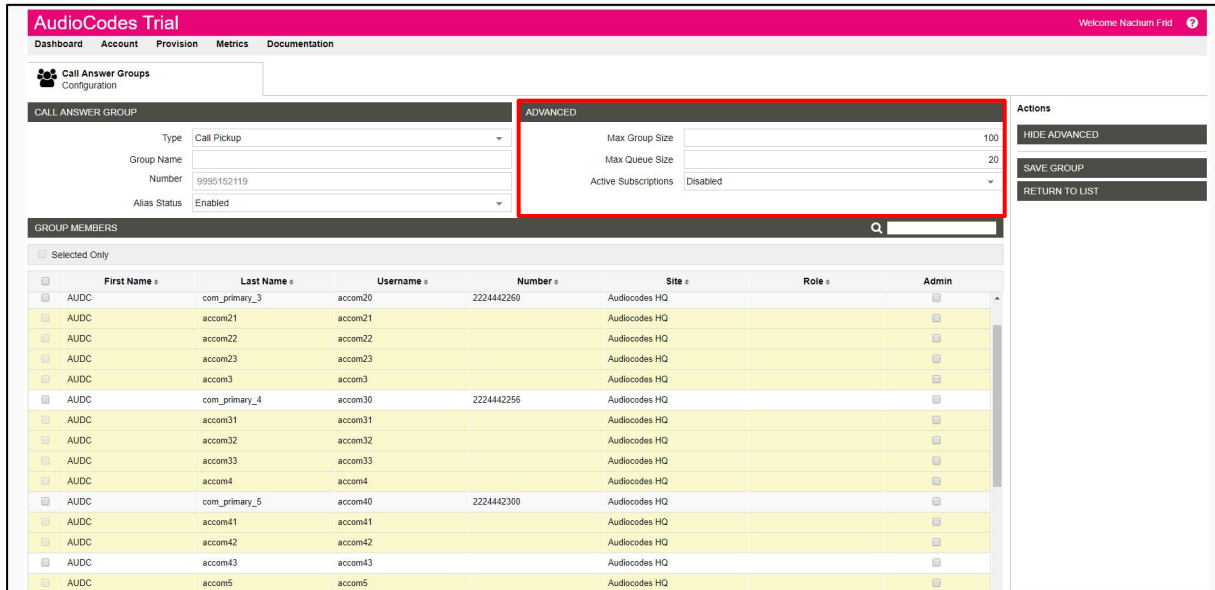 AudioCodes Trial
Welcome Nachum Frid ?
Dashboard Account Provision Metrics Documentation
Call Answer Groups
Configuration
CALL ANSWER GROUP
Type Call Pickup
Group Name
Number 9995152119
Alias Status Enabled
ADVANCED
Max Group Size 100
Max Queue Size 20
Active Subscriptions Disabled
Actions
HIDE ADVANCED
SAVE GROUP
RETURN TO LIST
GROUP MEMBERS
Selected Only
First Name Last Name Username Number Site Role Admin
AUDC com_primary_3 accom20 2224442260 Audiocodes HQ
AUDC accom21 accom21 Audiocodes HQ
AUDC accom22 accom22 Audiocodes HQ
AUDC accom23 accom23 Audiocodes HQ
AUDC accom3 accom3 Audiocodes HQ
AUDC com_primary_4 accom30 2224442256 Audiocodes HQ
AUDC accom31 accom31 Audiocodes HQ
AUDC accom32 accom32 Audiocodes HQ
AUDC accom33 accom33 Audiocodes HQ
AUDC accom4 accom4 Audiocodes HQ
AUDC com_primary_5 accom40 2224442300 Audiocodes HQ
AUDC accom41 accom41 Audiocodes HQ
AUDC accom42 accom42 Audiocodes HQ
AUDC accom43 accom43 Audiocodes HQ
AUDC accom5 accom5 Audiocodes HQ